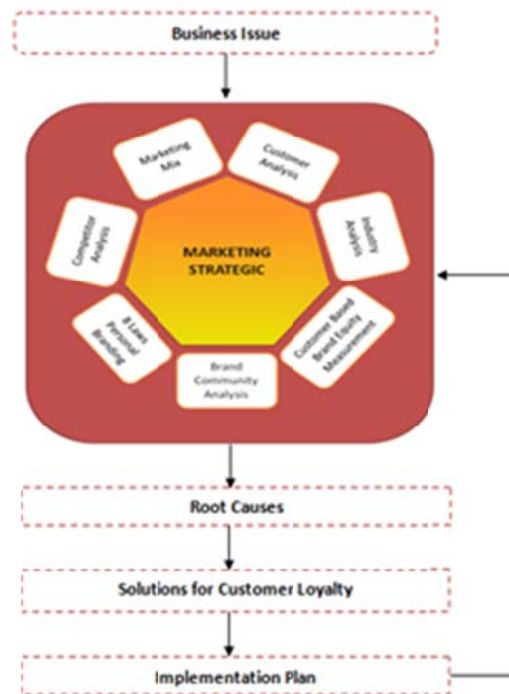 Business Issue
Marketing
Mix
Customer
Analysis
Competitor
Analysis
Industry
Analysis
MARKETING
STRATEGIC
8 Laws
Personal
Branding
Customer Based
Brand Equity
Measurement
Brand
Community
Analysis
Root Causes
Solutions for Customer Loyalty
Implementation Plan